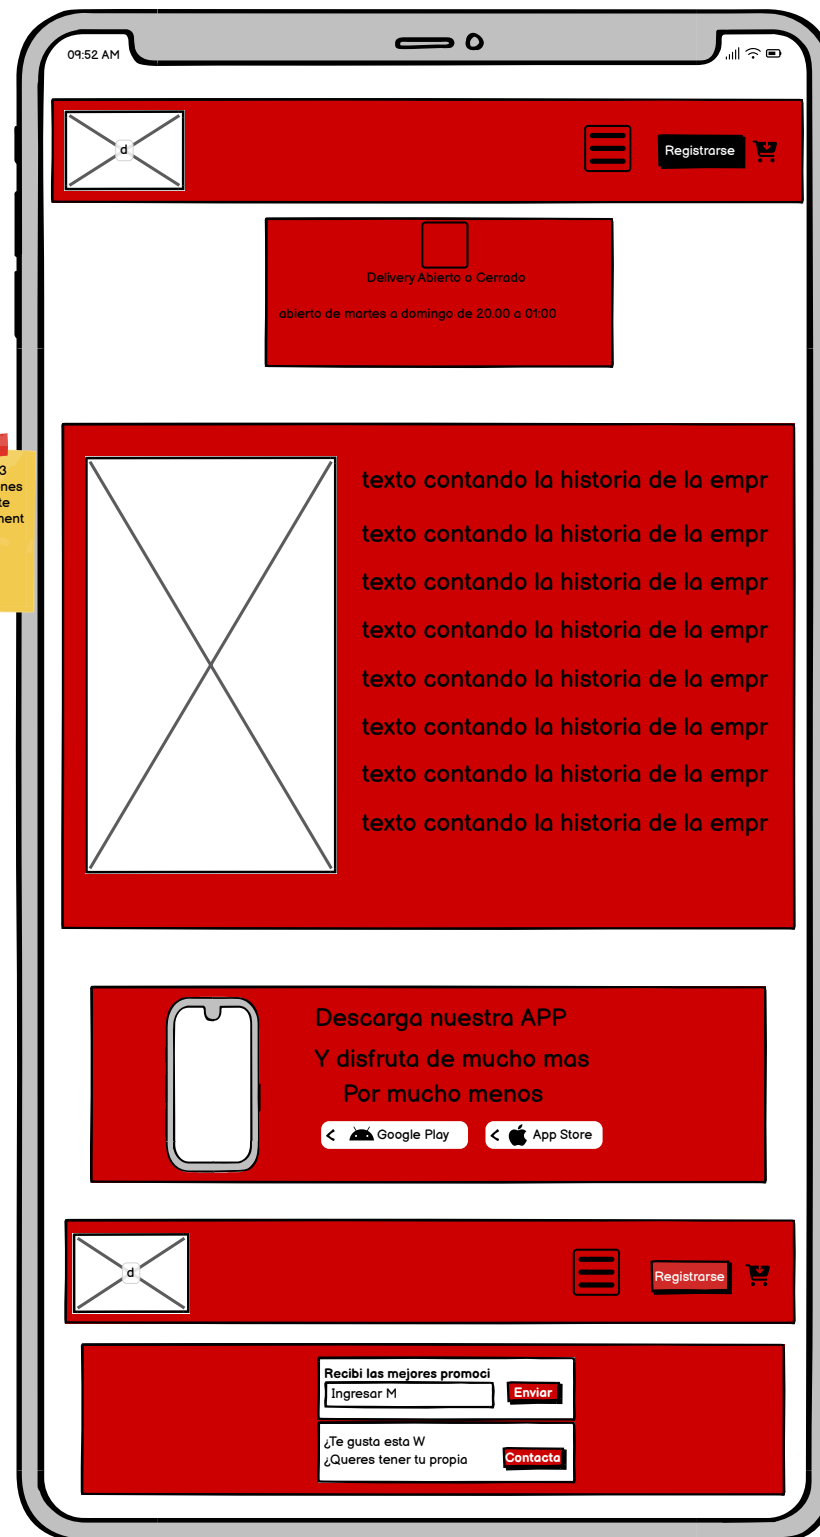 09:52 AM
d
Registrarse
Delivery Abierto o Cerrado
abierto de martes a domingo de 20.00 a 01:00
3
nes
te
ment
texto contando la historia de la empr
texto contando la historia de la empr
texto contando la historia de la empr
texto contando la historia de la empr
texto contando la historia de la empr
texto contando la historia de la empr
texto contando la historia de la empr
texto contando la historia de la empr
Descarga nuestra APP
Y disfruta de mucho mas
Por mucho menos
Google Play
App Store
d
Registrarse
Recibi las mejores promoci
Ingresar M
Enviar
¿Te gusta esta W
¿Queres tener tu propia
Contacta